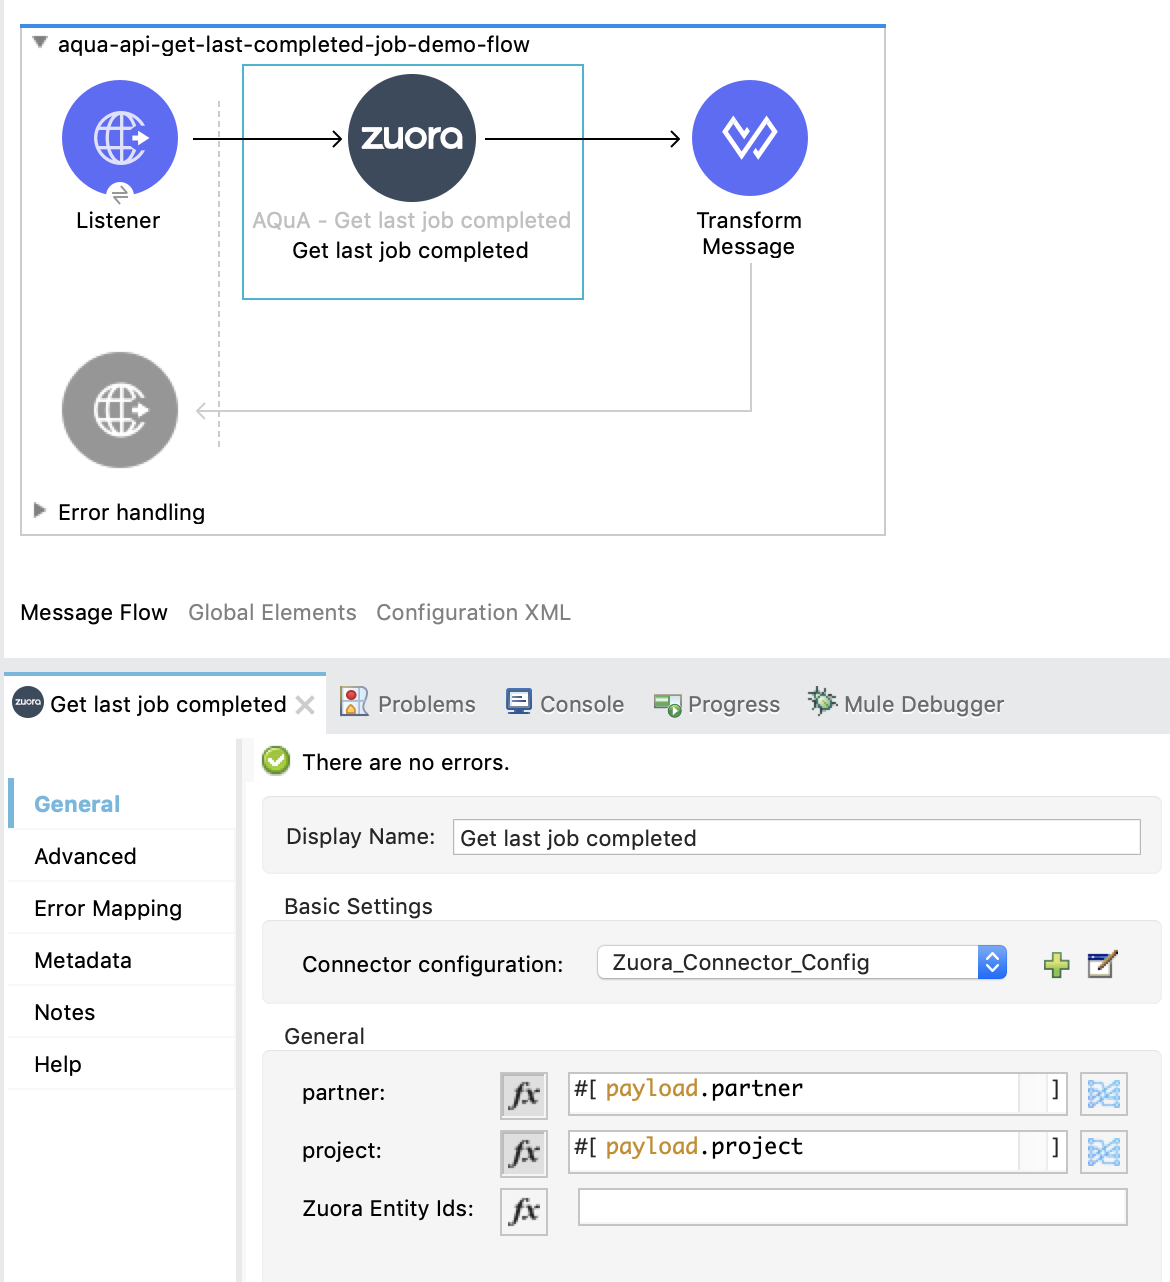 aqua-api-get-last-completed-job-demo-flow
zuora
Listener
AQuA - Get last job completed
Get last job completed
Transform
Message
Error handling
Message Flow Global Elements Configuration XML
zuora Get last job completed Problems Console Progress Mule Debugger
There are no errors.
General
Advanced
Error Mapping
Metadata
Notes
Help
Display Name: Get last job completed
Basic Settings
Connector configuration: Zuora_Connector_Config
General
partner: fx #[ payload.partner ]
project: fx #[ payload.project ]
Zuora Entity Ids: fx